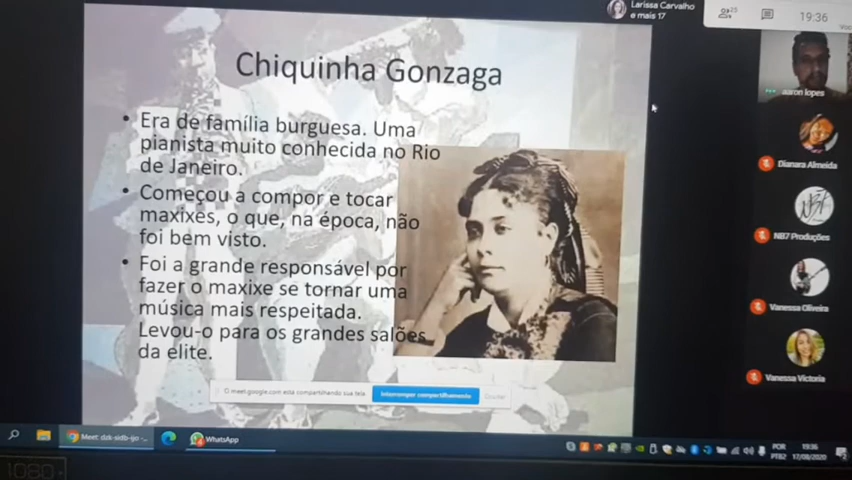 Larissa Carvalho
e mais 17
25
19:36
Chiquinha Gonzaga
• Era de família burguesa. Uma
pianista muito conhecida no Rio
de Janeiro.
• Começou a compor e tocar
maxixes, o que, na época, não
foi bem visto.
• Foi a grande responsável por
fazer o maxixe se tornar uma
música mais respeitada.
Levou-o para os grandes salões
da elite.
aaron lopes
Dianara Almeida
NB7 Produções
Vanessa Oliveira
Vanessa Victoria
O meet.google.com está compartilhando sua tela.
Interromper compartilhamento
Ocultar
WhatsApp
POR
PTB2
19:36
17/08/2020
1080